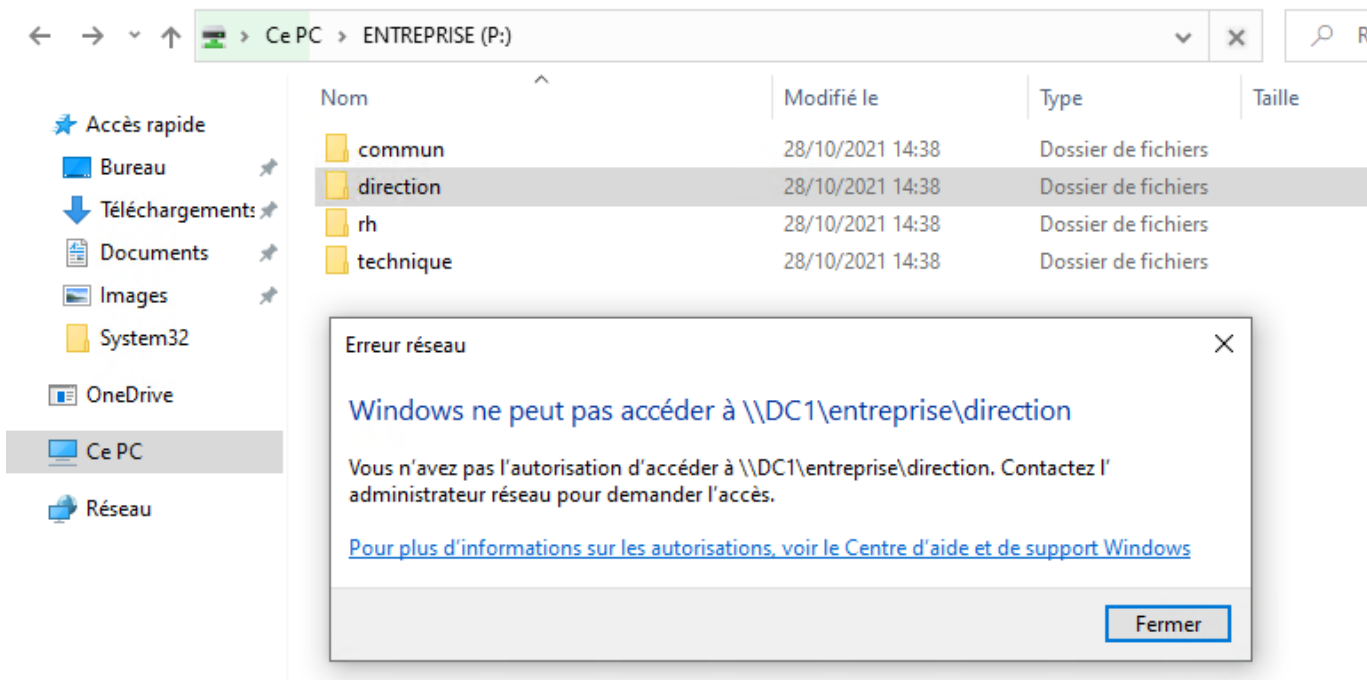 Ce PC > ENTREPRISE (P:)
R
Nom Modifié le Type Taille
Accès rapide
Bureau
Téléchargements
Documents
Images
System32
OneDrive
Ce PC
Réseau
commun 28/10/2021 14:38 Dossier de fichiers
direction 28/10/2021 14:38 Dossier de fichiers
rh 28/10/2021 14:38 Dossier de fichiers
technique 28/10/2021 14:38 Dossier de fichiers
Erreur réseau
Windows ne peut pas accéder à \\DC1\entreprise\direction
Vous n’avez pas l’autorisation d’accéder à \\DC1\entreprise\direction. Contactez l’
administrateur réseau pour demander l’accès.
Pour plus d’informations sur les autorisations, voir le Centre d’aide et de support Windows
Fermer